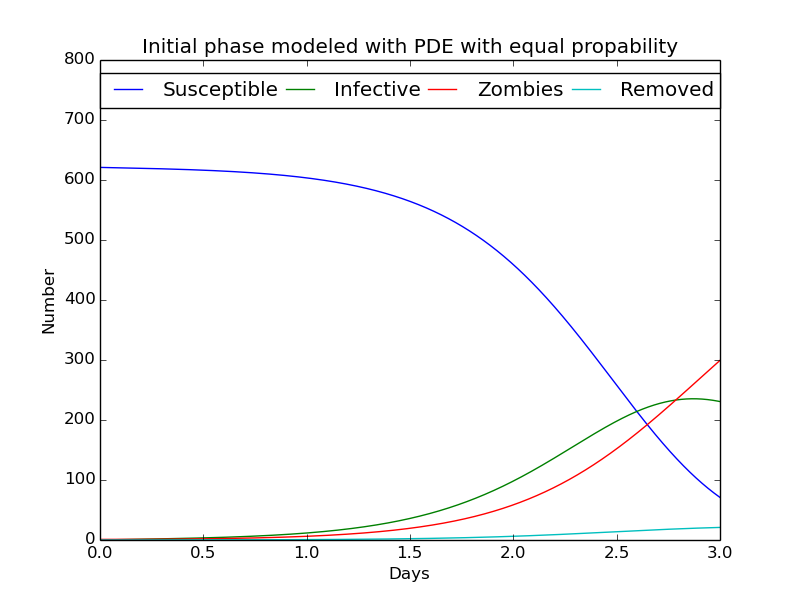 Initial phase modeled with PDE with equal propability
Susceptible Infective Zombies Removed
800
700
600
500
400
300
200
100
0
Number
0.0 0.5 1.0 1.5 2.0 2.5 3.0
Days